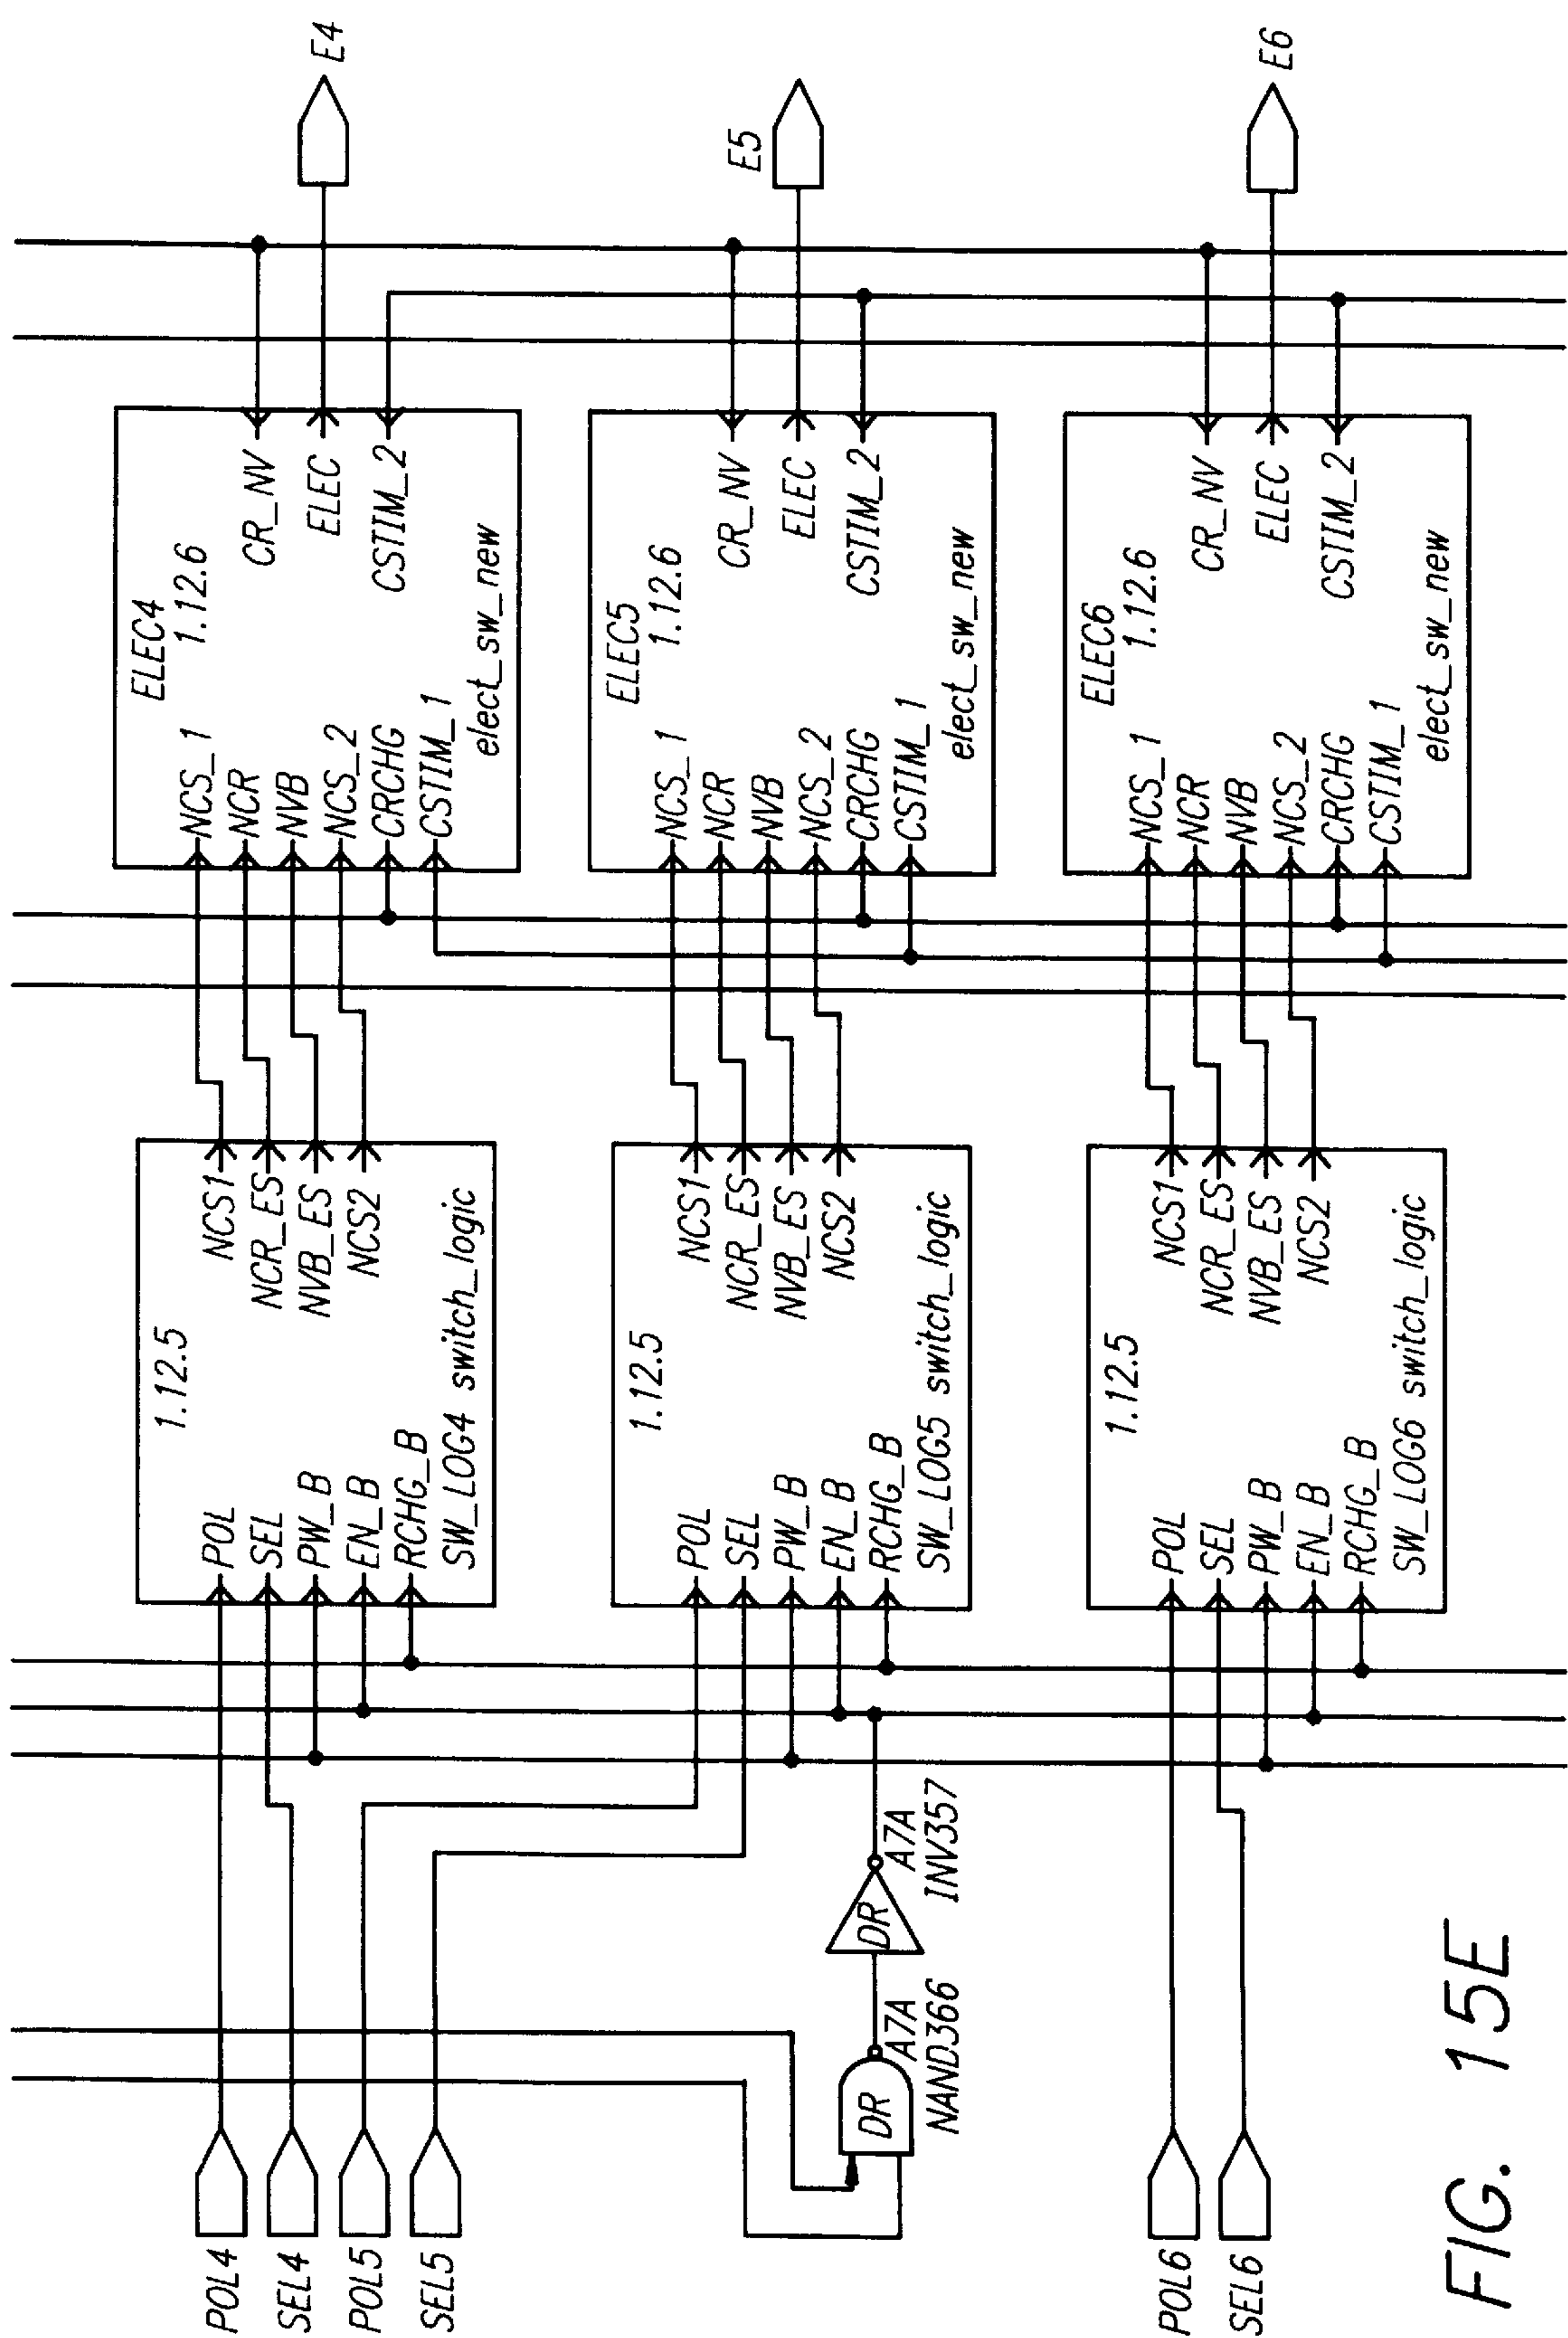 POL4
SEL4
POL5
SEL5
1.12.5
POL
SEL
PW_B
EN_B
RCHG_B
NCS1
NCR_ES
NVB_ES
NCS2
SW_LOG4 switch_logic
ELEC4
1.12.6
NCS_1
NCR
NVB
NCS_2
CRCHG
CSTIM_1
CR_NV
ELEC
CSTIM_2
elect_sw_new
E4
DR
A7A
NAND366
DR
A7A
INV357
1.12.5
POL
SEL
PW_B
EN_B
RCHG_B
NCS1
NCR_ES
NVB_ES
NCS2
SW_LOG5 switch_logic
ELEC5
1.12.6
NCS_1
NCR
NVB
NCS_2
CRCHG
CSTIM_1
CR_NV
ELEC
CSTIM_2
elect_sw_new
E5
POL6
SEL6
1.12.5
POL
SEL
PW_B
EN_B
RCHG_B
NCS1
NCR_ES
NVB_ES
NCS2
SW_LOG6 switch_logic
ELEC6
1.12.6
NCS_1
NCR
NVB
NCS_2
CRCHG
CSTIM_1
CR_NV
ELEC
CSTIM_2
elect_sw_new
E6
FIG. 15E